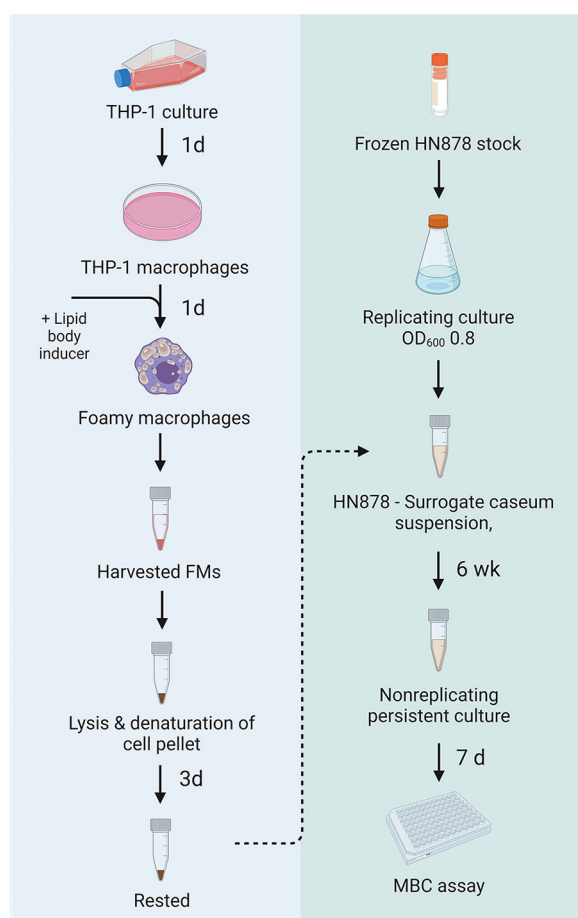 THP-1 culture
1d
THP-1 macrophages
1d
+ Lipid
body
inducer
Foamy macrophages
Harvested FMs
Lysis & denaturation of
cell pellet
3d
Rested
Frozen HN878 stock
Replicating culture
OD₆₀₀ 0.8
HN878 - Surrogate caseum
suspension,
6 wk
Nonreplicating
persistent culture
7 d
MBC assay